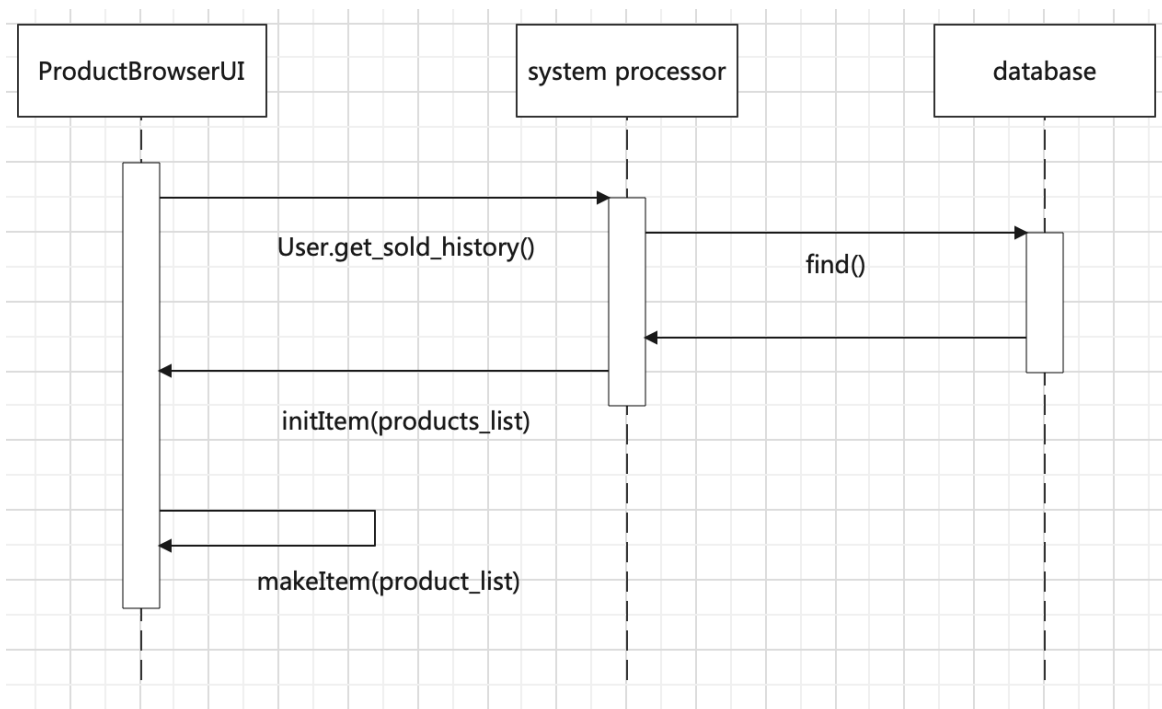 ProductBrowserUI
system processor
database
User.get_sold_history()
find()
initItem(products_list)
makeItem(product_list)